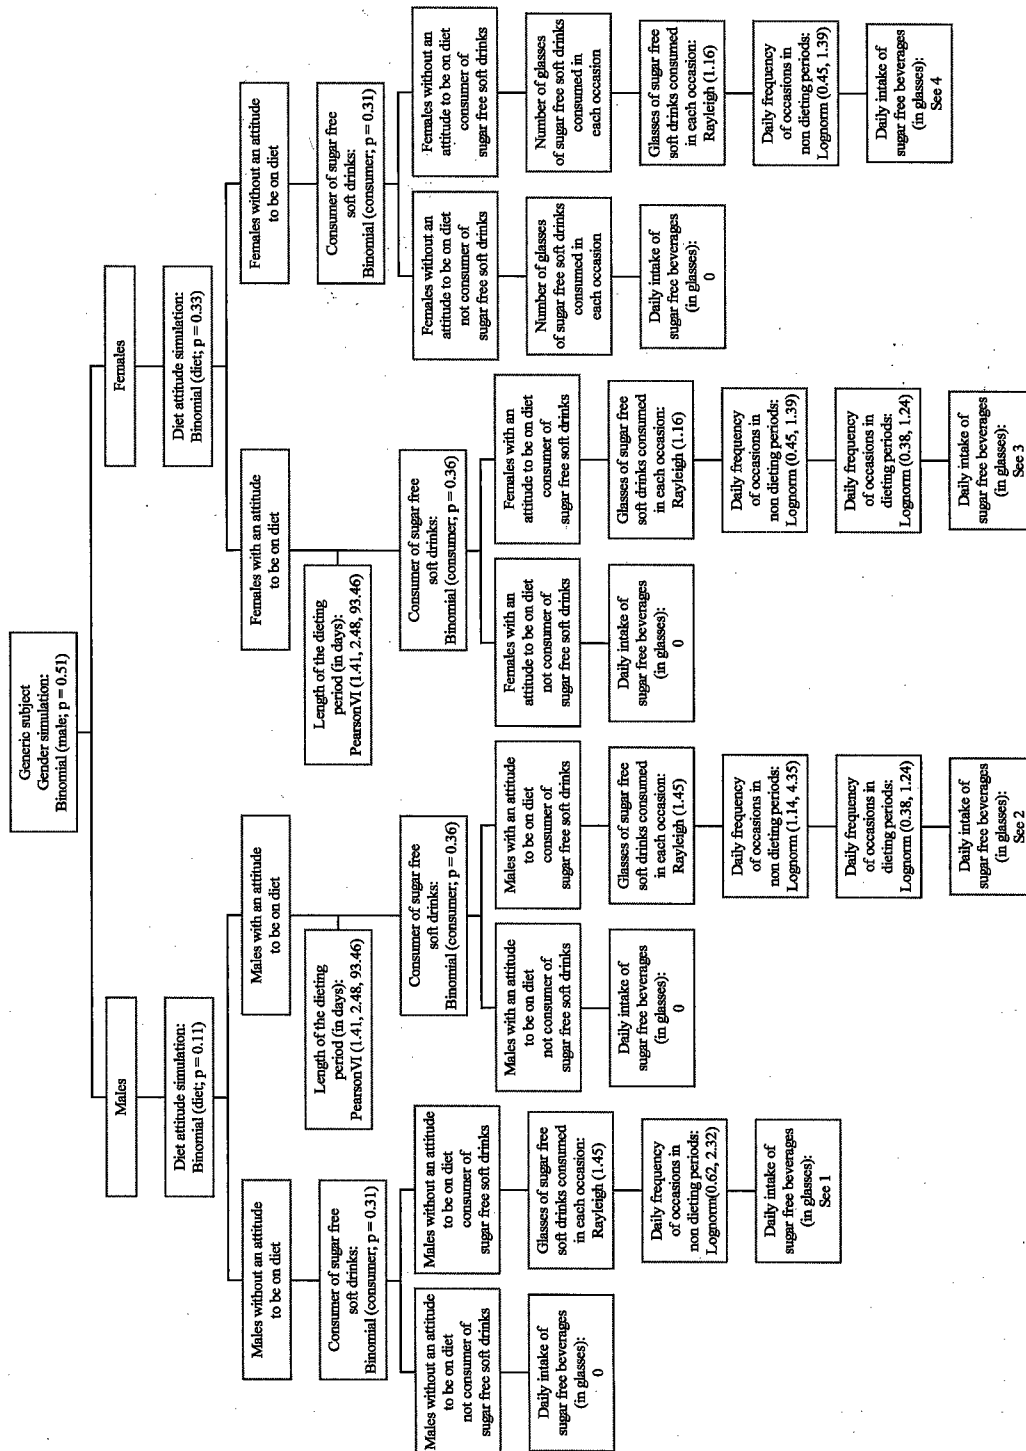 Generic subject
Gender simulation:
Binomial (male; p = 0.51)
Males
Diet attitude simulation:
Binomial (diet; p = 0.11)
Males without an attitude
to be on diet
Consumer of sugar free
soft drinks:
Binomial (consumer; p = 0.31)
Males without an attitude
to be on diet
not consumer of
sugar free soft drinks
Daily intake of
sugar free beverages
(in glasses):
0
Males without an attitude
to be on diet
consumer of
sugar free soft drinks
Glasses of sugar free
soft drinks consumed
in each occasion:
Rayleigh (1.45)
Daily frequency
of occasions in
non dieting periods:
Lognorm(0.62, 2.32)
Daily intake of
sugar free beverages
(in glasses):
See 1
Males with an attitude
to be on diet
Length of the dieting
period (in days):
PearsonVI (1.41, 2.48, 93.46)
Consumer of sugar free
soft drinks:
Binomial (consumer; p = 0.36)
Males with an attitude
to be on diet
not consumer of
sugar free soft drinks
Daily intake of
sugar free beverages
(in glasses):
0
Males with an attitude
to be on diet
consumer of
sugar free soft drinks
Glasses of sugar free
soft drinks consumed
in each occasion:
Rayleigh (1.45)
Daily frequency
of occasions in
non dieting periods:
Lognorm (1.14, 4.35)
Daily frequency
of occasions in
dieting periods:
Lognorm (0.38, 1.24)
Daily intake of
sugar free beverages
(in glasses):
See 2
Females
Diet attitude simulation:
Binomial (diet; p = 0.33)
Females with an attitude
to be on diet
Length of the dieting
period (in days):
PearsonVI (1.41, 2.48, 93.46)
Consumer of sugar free
soft drinks:
Binomial (consumer; p = 0.36)
Females with an
attitude to be on diet
not consumer of
sugar free soft drinks
Daily intake of
sugar free beverages
(in glasses):
0
Females with an
attitude to be on diet
consumer of
sugar free soft drinks
Glasses of sugar free
soft drinks consumed
in each occasion:
Rayleigh (1.16)
Daily frequency
of occasions in
non dieting periods:
Lognorm (0.45, 1.39)
Daily frequency
of occasions in
dieting periods:
Lognorm (0.38, 1.24)
Daily intake of
sugar free beverages
(in glasses):
See 3
Females without an attitude
to be on diet
Consumer of sugar free
soft drinks:
Binomial (consumer; p = 0.31)
Females without an
attitude to be on diet
not consumer of
sugar free soft drinks
Number of glasses
of sugar free soft drinks
consumed in
each occasion
Daily intake of
sugar free beverages
(in glasses):
0
Females without an
attitude to be on diet
consumer of
sugar free soft drinks
Number of glasses
of sugar free soft drinks
consumed in
each occasion
Glasses of sugar free
soft drinks consumed
in each occasion:
Rayleigh (1.16)
Daily frequency
of occasions in
non dieting periods:
Lognorm (0.45, 1.39)
Daily intake of
sugar free beverages
(in glasses):
See 4